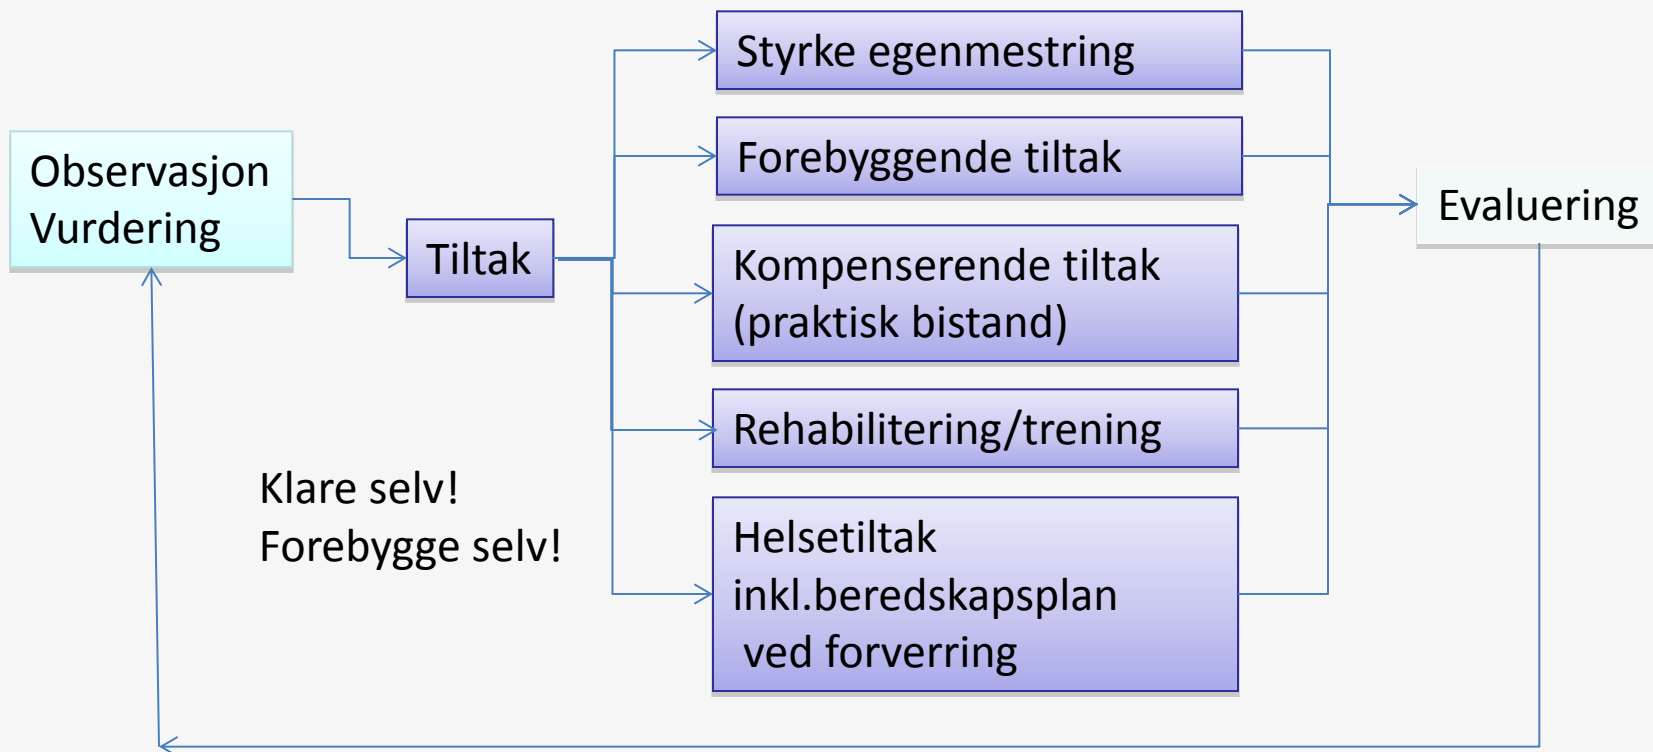 Observasjon
Vurdering
Tiltak
Styrke egenmestring
Forebyggende tiltak
Kompenserende tiltak
(praktisk bistand)
Rehabilitering/trening
Helsetiltak
inkl.beredskapsplan
ved forverring
Evaluering
Klare selv!
Forebygge selv!